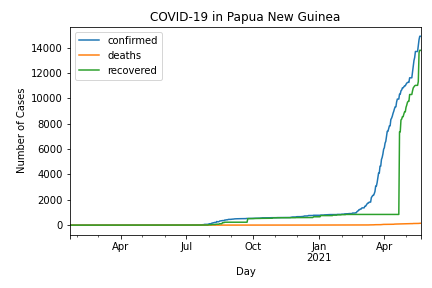 COVID-19 in Papua New Guinea
confirmed
deaths
recovered
Number of Cases
14000
12000
10000
8000
6000
4000
2000
0
Apr
Jul
Oct
Jan
2021
Apr
Day